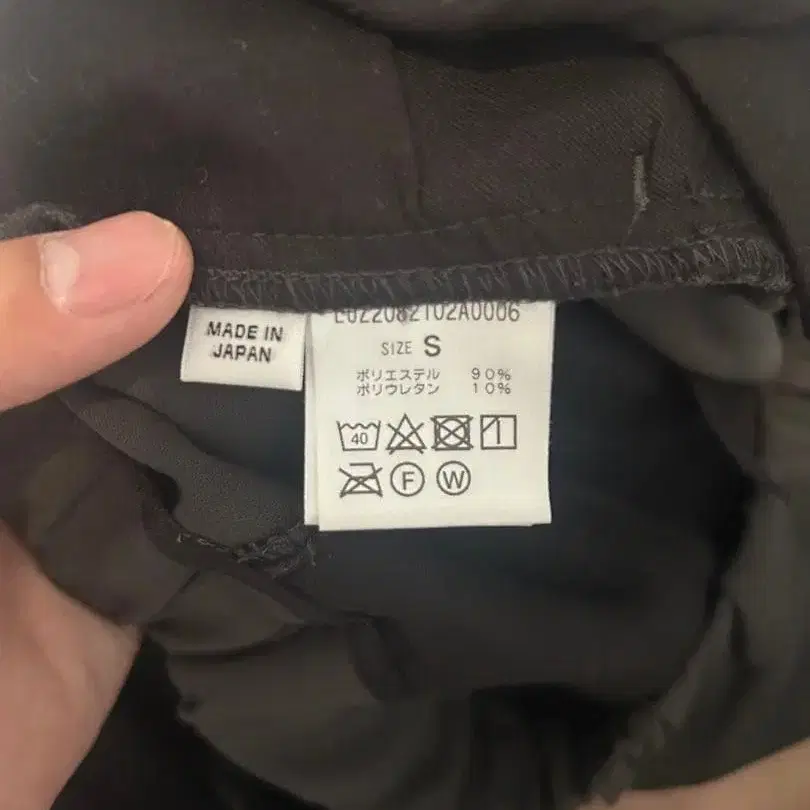 MADE IN
JAPAN
L022082102A0006
SIZE S
ポリエステル 90%
ポリウレタン 10%
40
F W